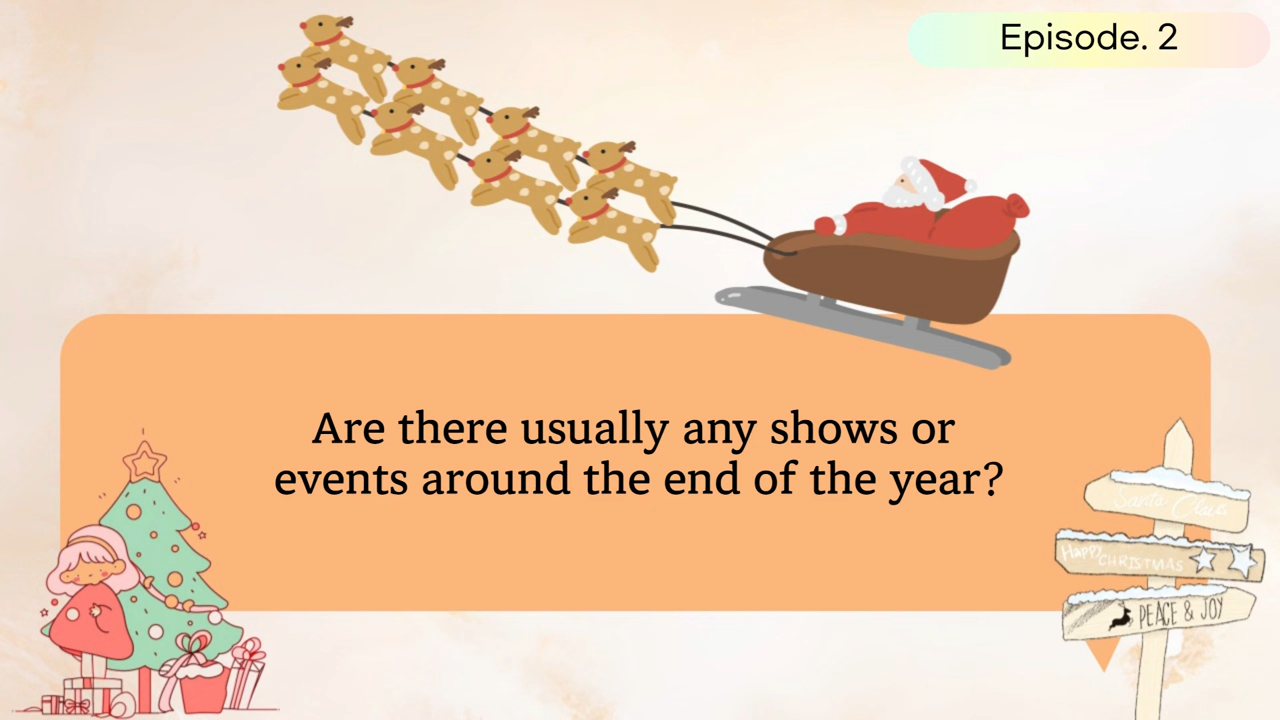 Episode. 2
Are there usually any shows or
events around the end of the year?
Santa Claus
Happy
CHRISTMAS
PEACE & JOY